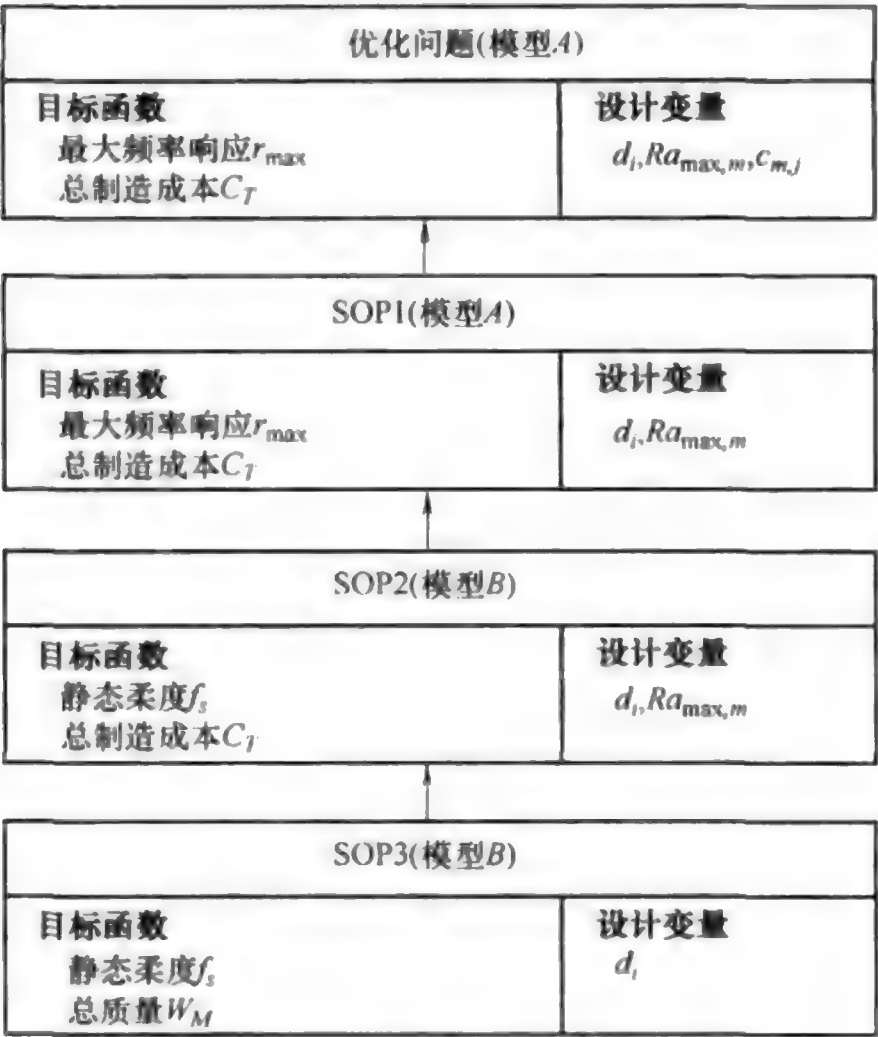 优化问题(模型A)
目标函数
最大频率响应r_max
总制造成本C_T
设计变量
d_i,Ra_max,m,c_m,j
SOP1(模型A)
目标函数
最大频率响应r_max
总制造成本C_T
设计变量
d_i,Ra_max,m
SOP2(模型B)
目标函数
静态柔度f_s
总制造成本C_T
设计变量
d_i,Ra_max,m
SOP3(模型B)
目标函数
静态柔度f_s
总质量W_M
设计变量
d_i